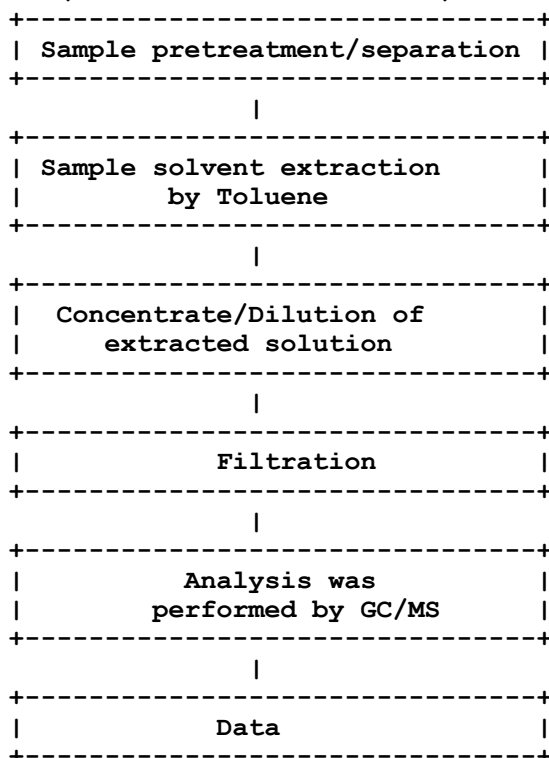 Sample pretreatment/separation
Sample solvent extraction
by Toluene
Concentrate/Dilution of
extracted solution
Filtration
Analysis was
performed by GC/MS
Data